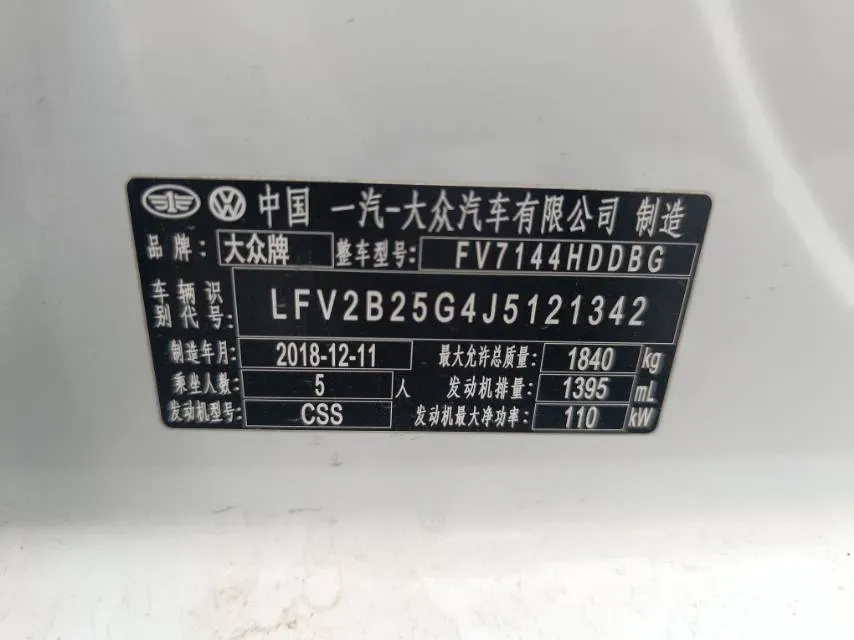 中国 一汽-大众汽车有限公司 制造
品牌: 大众牌 整车型号: FV7144HDDBG
车辆识别代号: LFV2B25G4J5121342
制造年月: 2018-12-11 最大允许总质量: 1840 kg
乘坐人数: 5 人 发动机排量: 1395 mL
发动机型号: CSS 发动机最大净功率: 110 kW